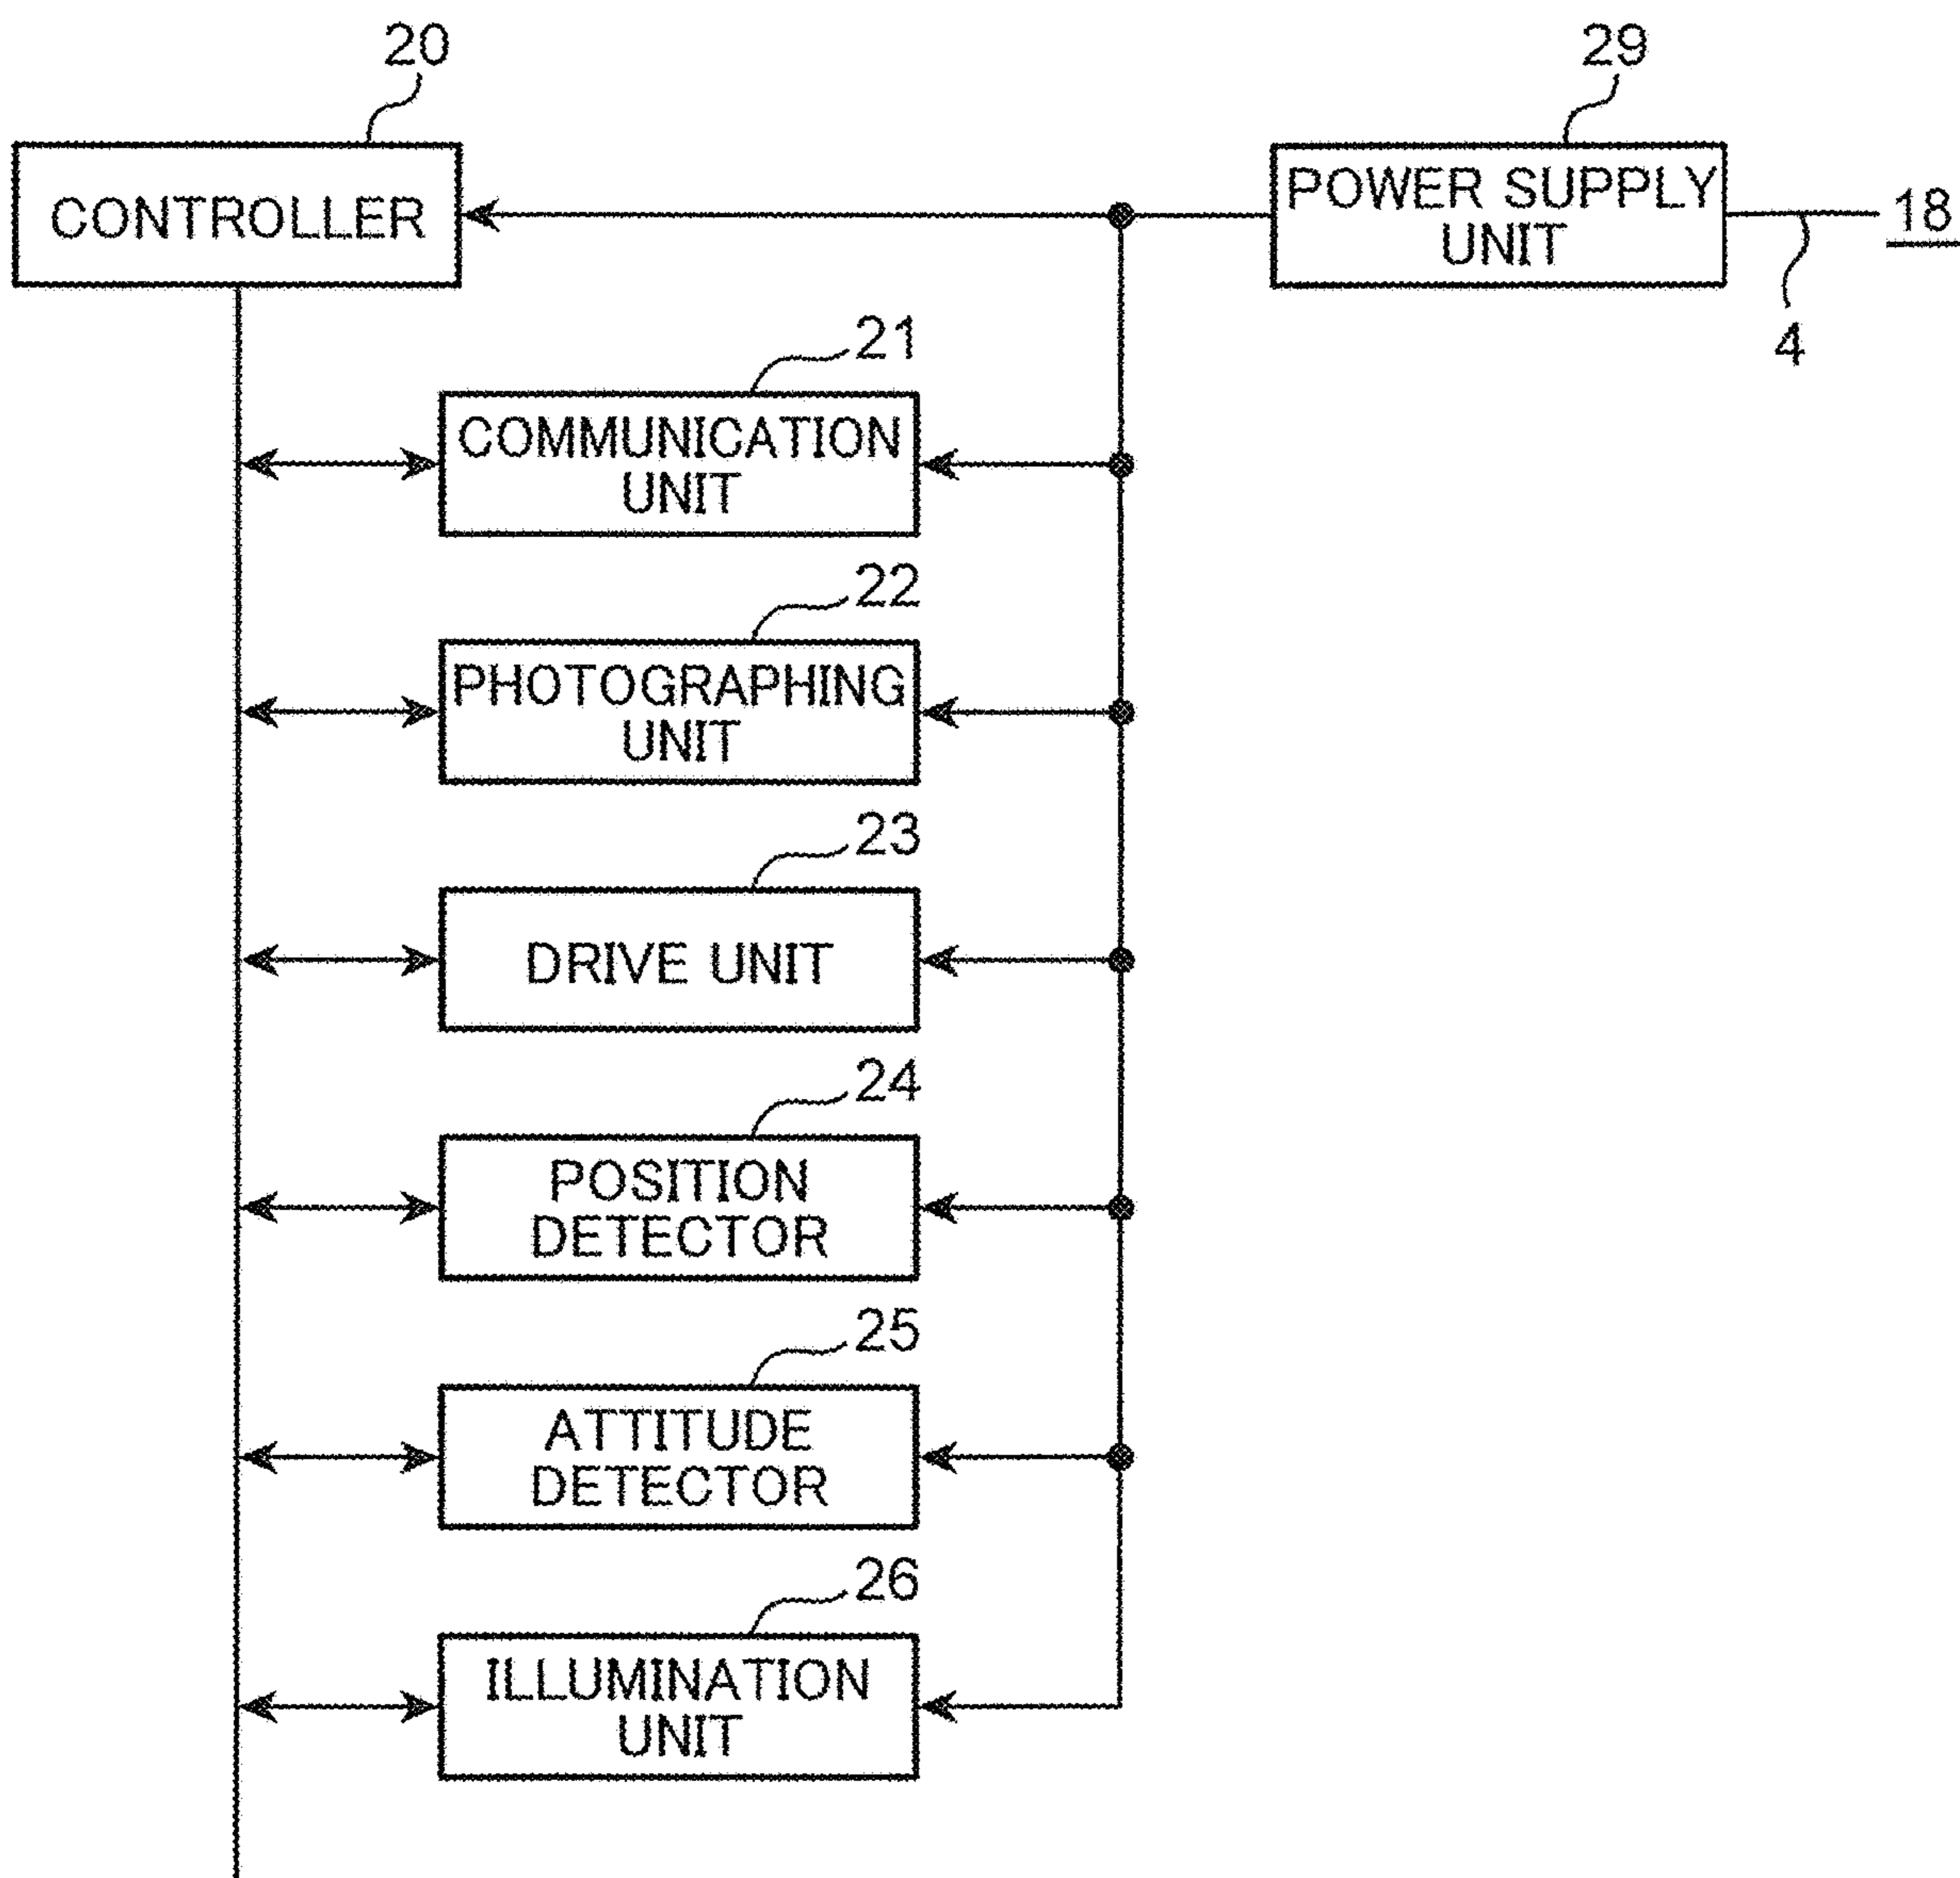 20
29
CONTROLLER
POWER SUPPLY
UNIT
18
4
21
COMMUNICATION
UNIT
22
PHOTOGRAPHING
UNIT
23
DRIVE UNIT
24
POSITION
DETECTOR
25
ATTITUDE
DETECTOR
26
ILLUMINATION
UNIT